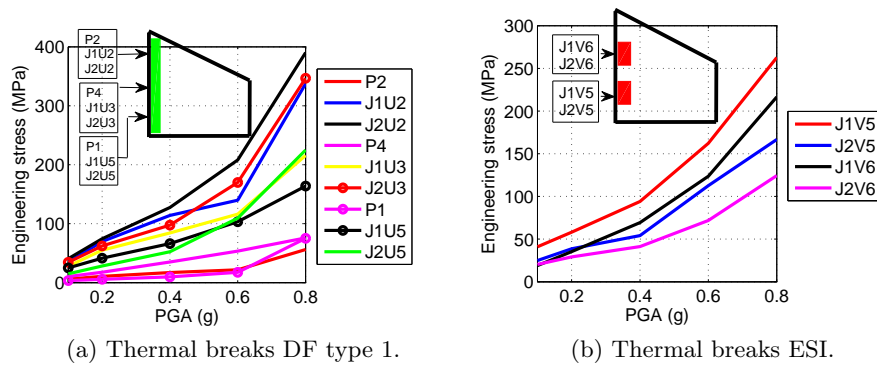 P2
J1U2
J2U2
P4
J1U3
J2U3
P1
J1U5
J2U5
400
300
200
100
0
Engineering stress (MPa)
0.2
0.4
0.6
0.8
PGA (g)
P2
J1U2
J2U2
P4
J1U3
J2U3
P1
J1U5
J2U5
(a) Thermal breaks DF type 1.
J1V6
J2V6
J1V5
J2V5
300
250
200
150
100
50
0
Engineering stress (MPa)
0.2
0.4
0.6
0.8
PGA (g)
J1V5
J2V5
J1V6
J2V6
(b) Thermal breaks ESI.